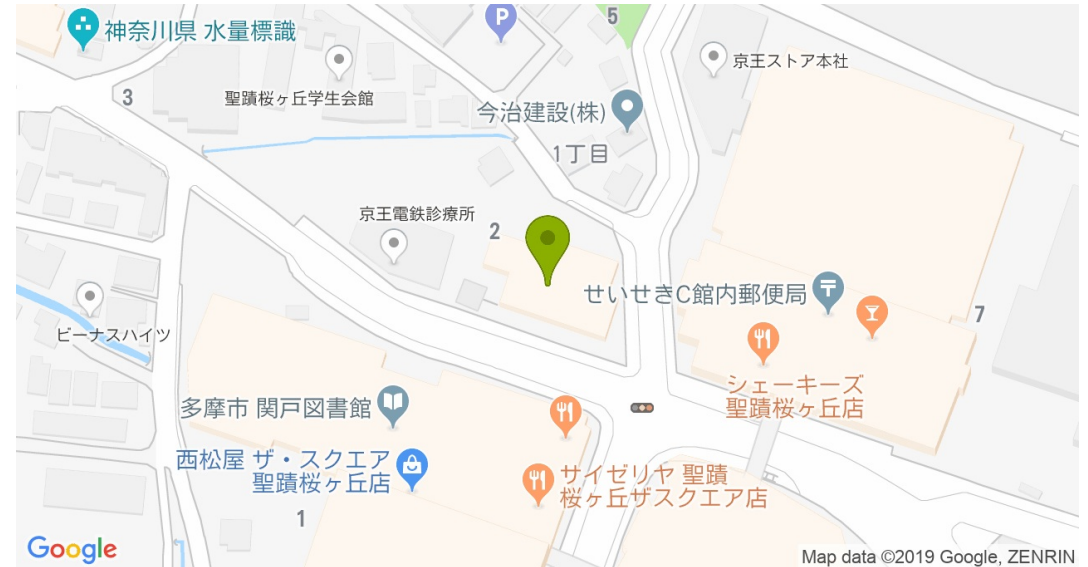 神奈川県 水量標識
P
5
京王ストア本社
3
聖蹟桜ヶ丘学生会館
今治建設(株)
1丁目
京王電鉄診療所
2
せいせきC館内郵便局
7
ビーナスハイツ
シェーキーズ
聖蹟桜ヶ丘店
多摩市 関戸図書館
西松屋 ザ・スクエア
聖蹟桜ヶ丘店
サイゼリヤ 聖蹟
桜ヶ丘ザスクエア店
1
Google
Map data ©2019 Google, ZENRIN